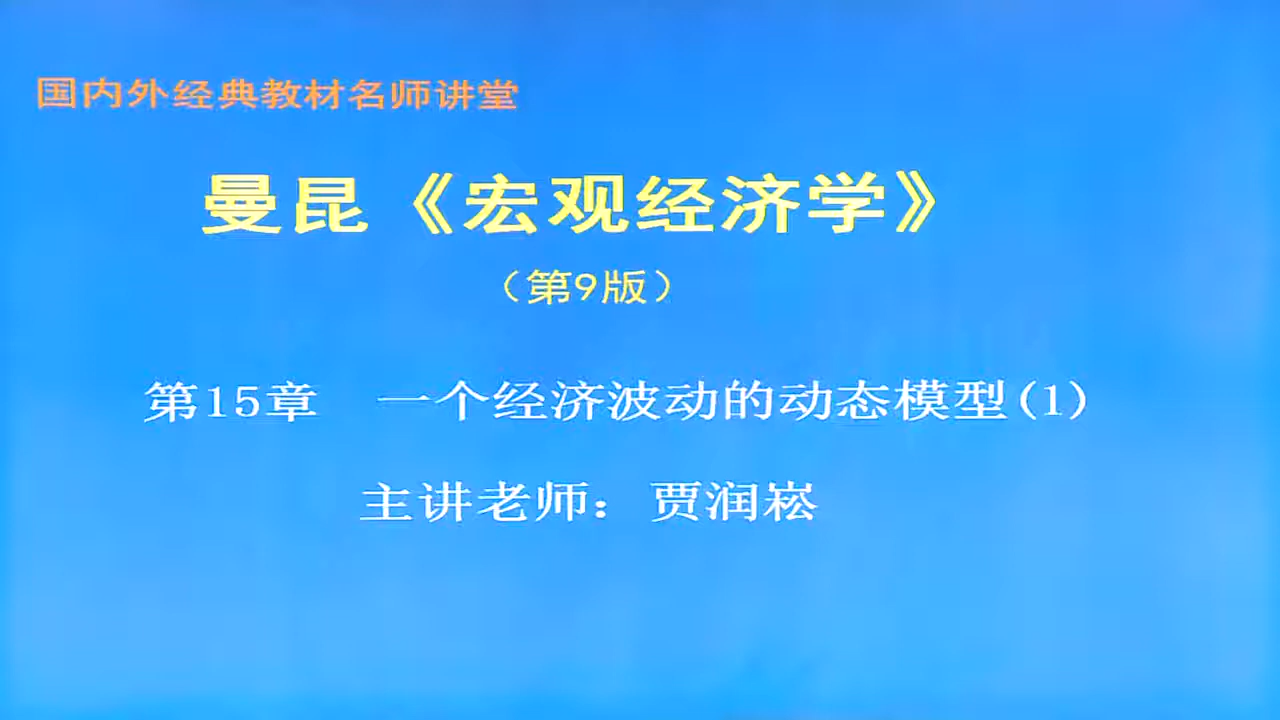 国内外经典教材名师讲堂
曼昆《宏观经济学》
（第9版）
第15章 一个经济波动的动态模型(1)
主讲老师：贾润崧